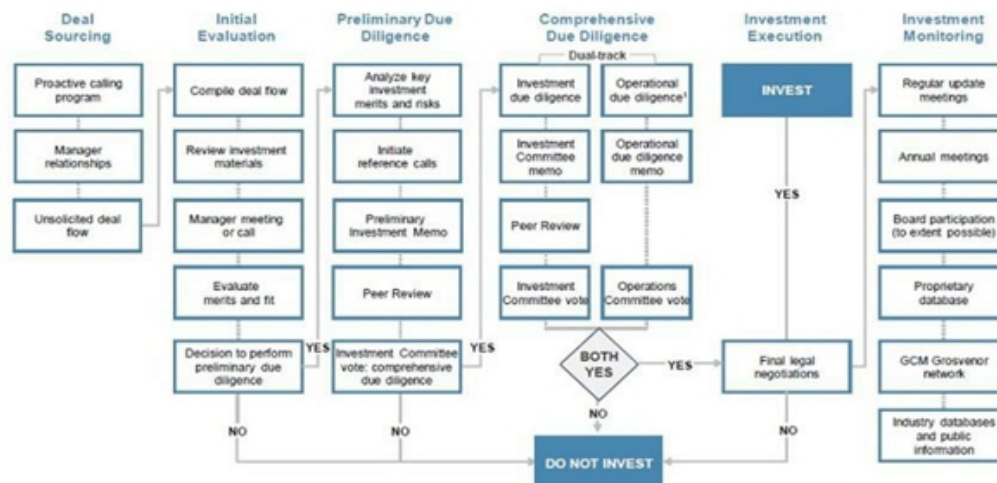 Deal
Sourcing
Proactive calling
program
Manager
relationships
Unsolicited deal
flow
Initial
Evaluation
Compile deal flow
Review investment
materials
Manager meeting
or call
Evaluate
merits and fit
Decision to perform
preliminary due
diligence
YES
NO
Preliminary Due
Diligence
Analyze key
investment
merits and risks
Initiate
reference calls
Preliminary
Investment Memo
Peer Review
Investment Committee
vote: comprehensive
due diligence
YES
NO
Comprehensive
Due Diligence
Dual-track
Investment
due diligence
Investment
Committee
memo
Peer Review
Investment
Committee vote
Operational
due diligence¹
Operational
due diligence
memo
Operations
Committee vote
BOTH
YES
YES
NO
DO NOT INVEST
Investment
Execution
INVEST
YES
Final legal
negotiations
NO
Investment
Monitoring
Regular update
meetings
Annual meetings
Board participation
(to extent possible)
Proprietary
database
GCM Grosvenor
network
Industry databases
and public
information